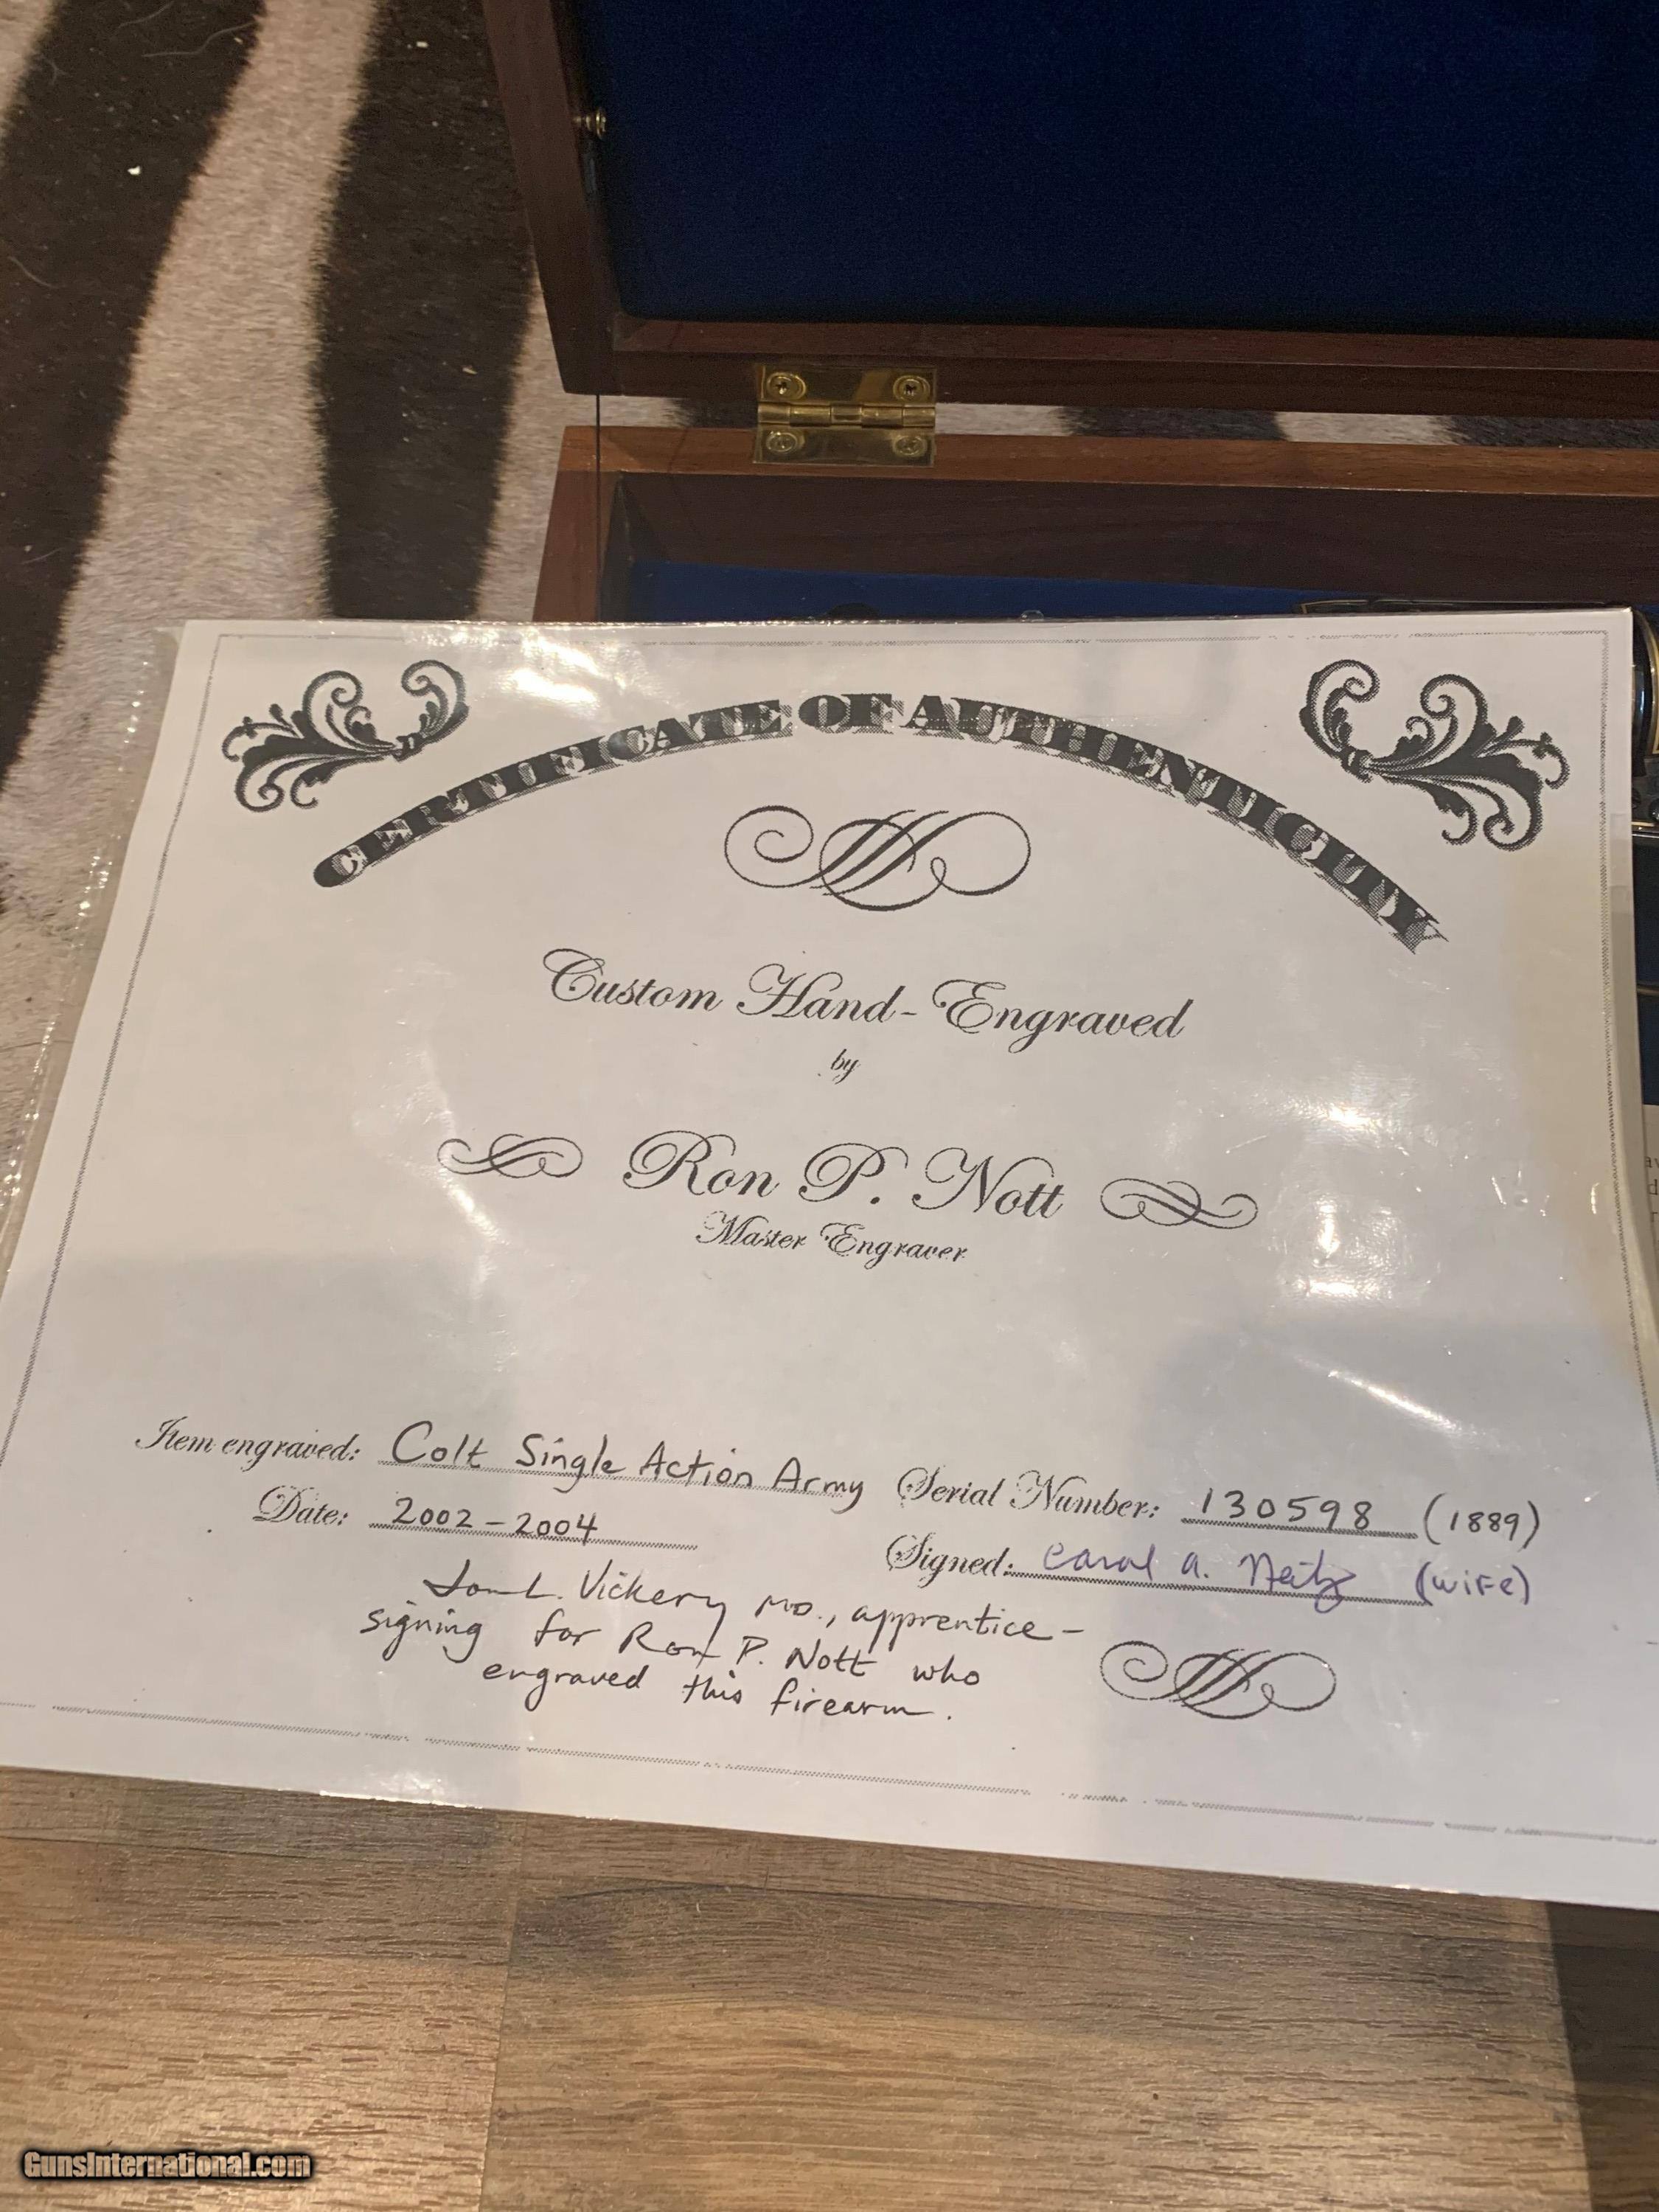 CERTIFICATE OF AUTHENTICITY
Custom Hand-Engraved
by
Ron P. Nott
Master Engraver
Item engraved: Colt Single Action Army Serial Number: 130598 (1889)
Date: 2002-2004
Signed: Carol A. (wife)
L. Vickery MD., apprentice -
signing for Ron P. Nott who
engraved this firearm.
GunsInternational.com